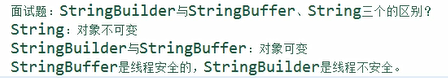 面试题：StringBuilder与StringBuffer、String三个的区别?
String：对象不可变
StringBuilder与StringBuffer：对象可变
StringBuffer是线程安全的，StringBuilder是线程不安全。